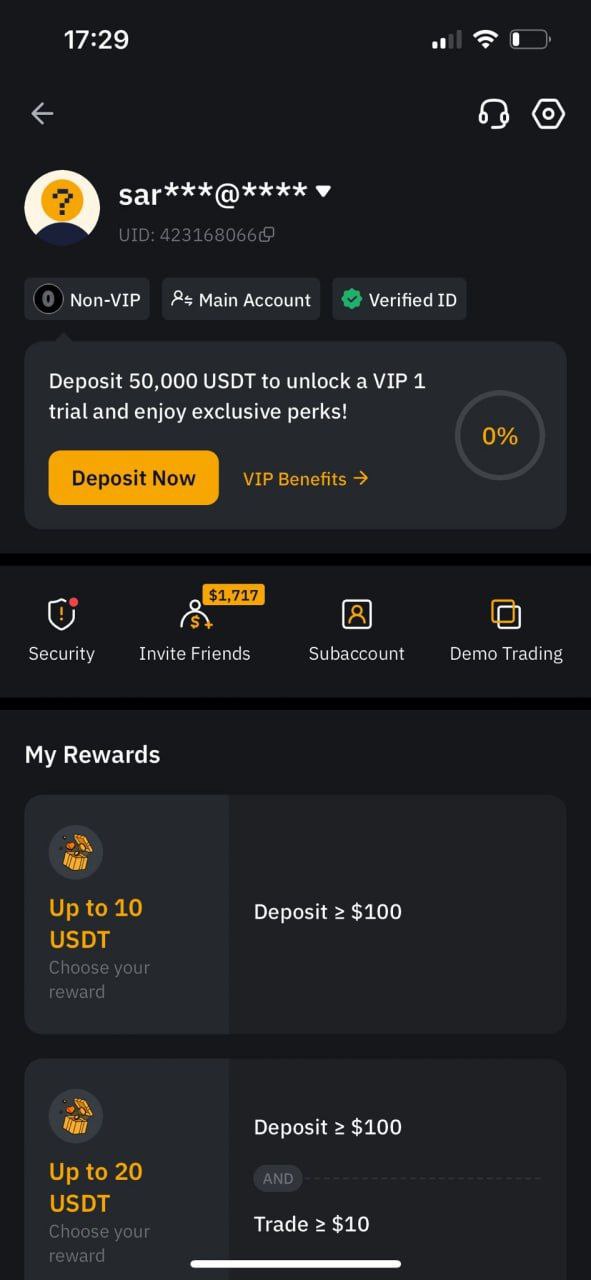 17:29
sar***@****
UID: 423168066
0 Non-VIP
Main Account
Verified ID
Deposit 50,000 USDT to unlock a VIP 1
trial and enjoy exclusive perks!
0%
Deposit Now
VIP Benefits →
$1,717
Security
Invite Friends
Subaccount
Demo Trading
My Rewards
Up to 10
USDT
Choose your
reward
Deposit ≥ $100
Up to 20
USDT
Choose your
reward
Deposit ≥ $100
AND
Trade ≥ $10